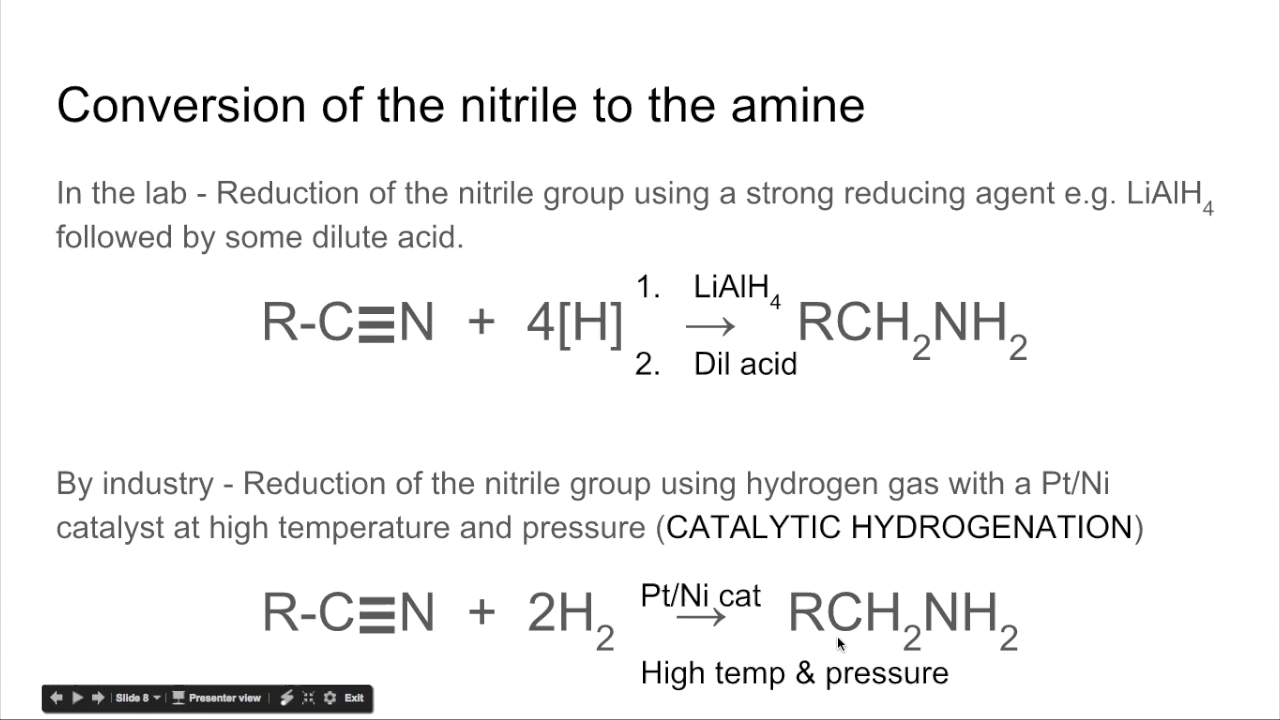 Conversion of the nitrile to the amine
In the lab - Reduction of the nitrile group using a strong reducing agent e.g. LiAlH₄
followed by some dilute acid.
1. LiAlH₄
R-C≡N + 4[H] → RCH₂NH₂
2. Dil acid
By industry - Reduction of the nitrile group using hydrogen gas with a Pt/Ni
catalyst at high temperature and pressure (CATALYTIC HYDROGENATION)
Pt/Ni cat
R-C≡N + 2H₂ → RCH₂NH₂
High temp & pressure
Slide 8 Presenter view Exit